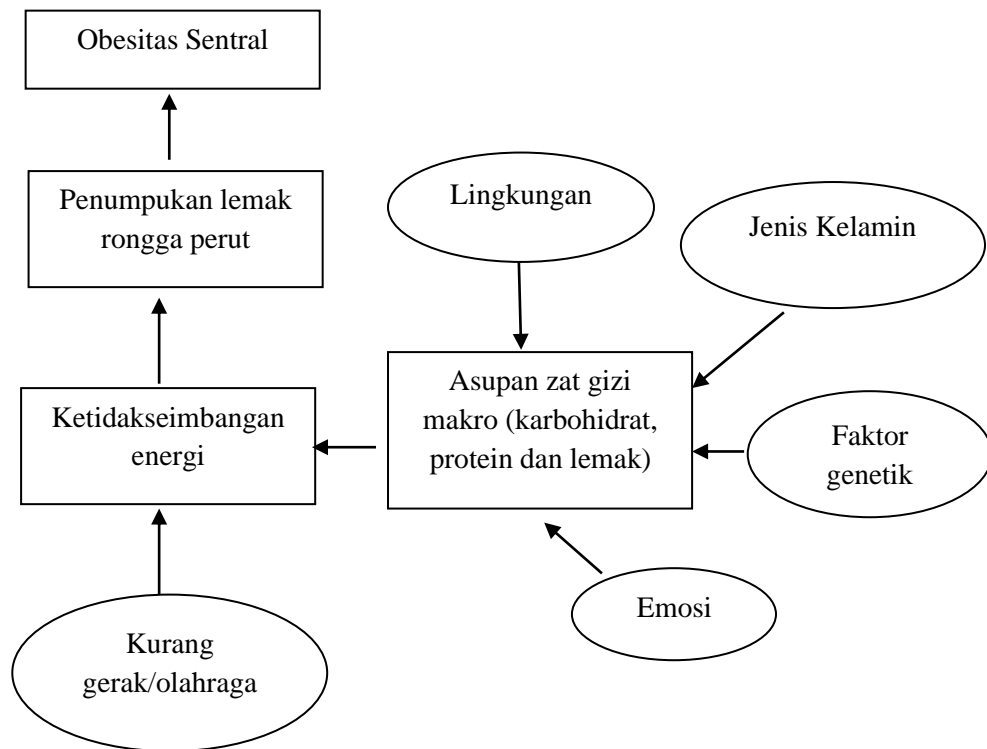 Obesitas Sentral
Penumpukan lemak
rongga perut
Lingkungan
Jenis Kelamin
Asupan zat gizi
makro (karbohidrat,
protein dan lemak)
Ketidakseimbangan
energi
Faktor
genetik
Emosi
Kurang
gerak/olahraga